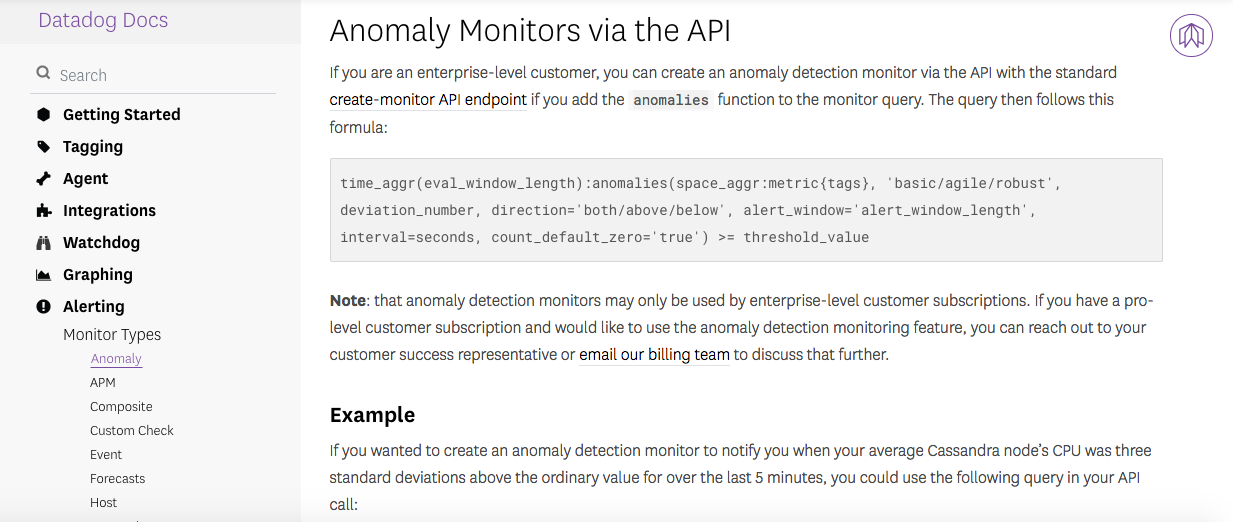 Datadog Docs
Search
Getting Started
Tagging
Agent
Integrations
Watchdog
Graphing
Alerting
Monitor Types
Anomaly
APM
Composite
Custom Check
Event
Forecasts
Host
Anomaly Monitors via the API
If you are an enterprise-level customer, you can create an anomaly detection monitor via the API with the standard
create-monitor API endpoint if you add the anomalies function to the monitor query. The query then follows this
formula:
time_aggr(eval_window_length):anomalies(space_aggr:metric{tags}, 'basic/agile/robust',
deviation_number, direction='both/above/below', alert_window='alert_window_length',
interval=seconds, count_default_zero='true') >= threshold_value
Note: that anomaly detection monitors may only be used by enterprise-level customer subscriptions. If you have a pro-
level customer subscription and would like to use the anomaly detection monitoring feature, you can reach out to your
customer success representative or email our billing team to discuss that further.
Example
If you wanted to create an anomaly detection monitor to notify you when your average Cassandra node's CPU was three
standard deviations above the ordinary value for over the last 5 minutes, you could use the following query in your API
call: